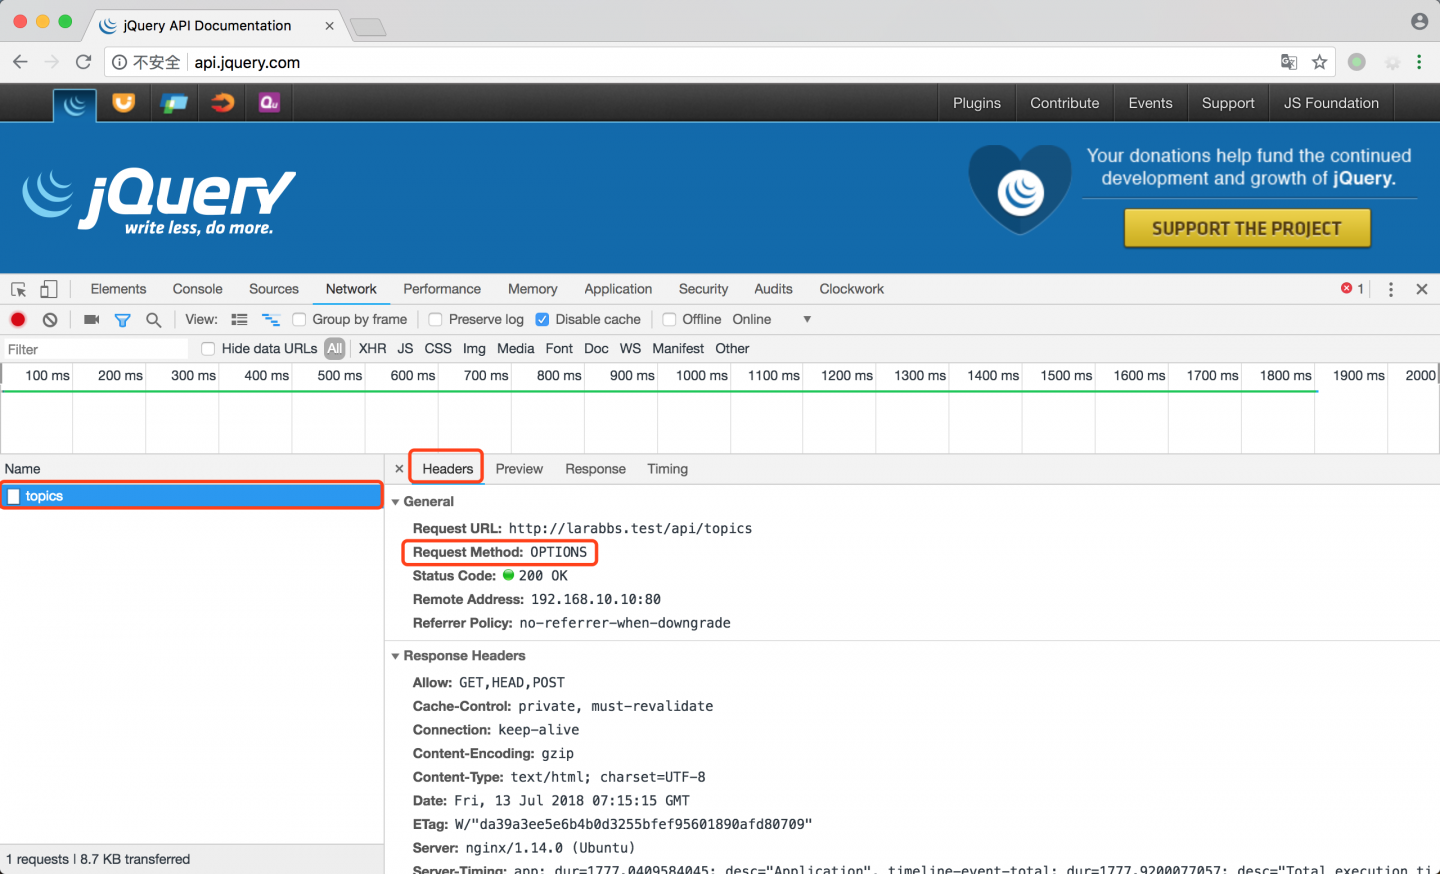 jQuery API Documentation
不安全 api.jquery.com
Plugins Contribute Events Support JS Foundation
jQuery
write less, do more.
Your donations help fund the continued
development and growth of jQuery.
SUPPORT THE PROJECT
Elements Console Sources Network Performance Memory Application Security Audits Clockwork 1
View: Group by frame Preserve log Disable cache Offline Online
Filter Hide data URLs All XHR JS CSS Img Media Font Doc WS Manifest Other
100 ms 200 ms 300 ms 400 ms 500 ms 600 ms 700 ms 800 ms 900 ms 1000 ms 1100 ms 1200 ms 1300 ms 1400 ms 1500 ms 1600 ms 1700 ms 1800 ms 1900 ms 2000
Name
topics
1 requests | 8.7 KB transferred
Headers Preview Response Timing
General
Request URL: http://larabbs.test/api/topics
Request Method: OPTIONS
Status Code: 200 OK
Remote Address: 192.168.10.10:80
Referrer Policy: no-referrer-when-downgrade
Response Headers
Allow: GET,HEAD,POST
Cache-Control: private, must-revalidate
Connection: keep-alive
Content-Encoding: gzip
Content-Type: text/html; charset=UTF-8
Date: Fri, 13 Jul 2018 07:15:15 GMT
ETag: W/"da39a3ee5e6b4b0d3255bfef95601890afd80709"
Server: nginx/1.14.0 (Ubuntu)
Server-Timing: app; dur=1777.0409584045; desc="Application", timeline-event-total; dur=1777.9200077057; desc="Total execution ti